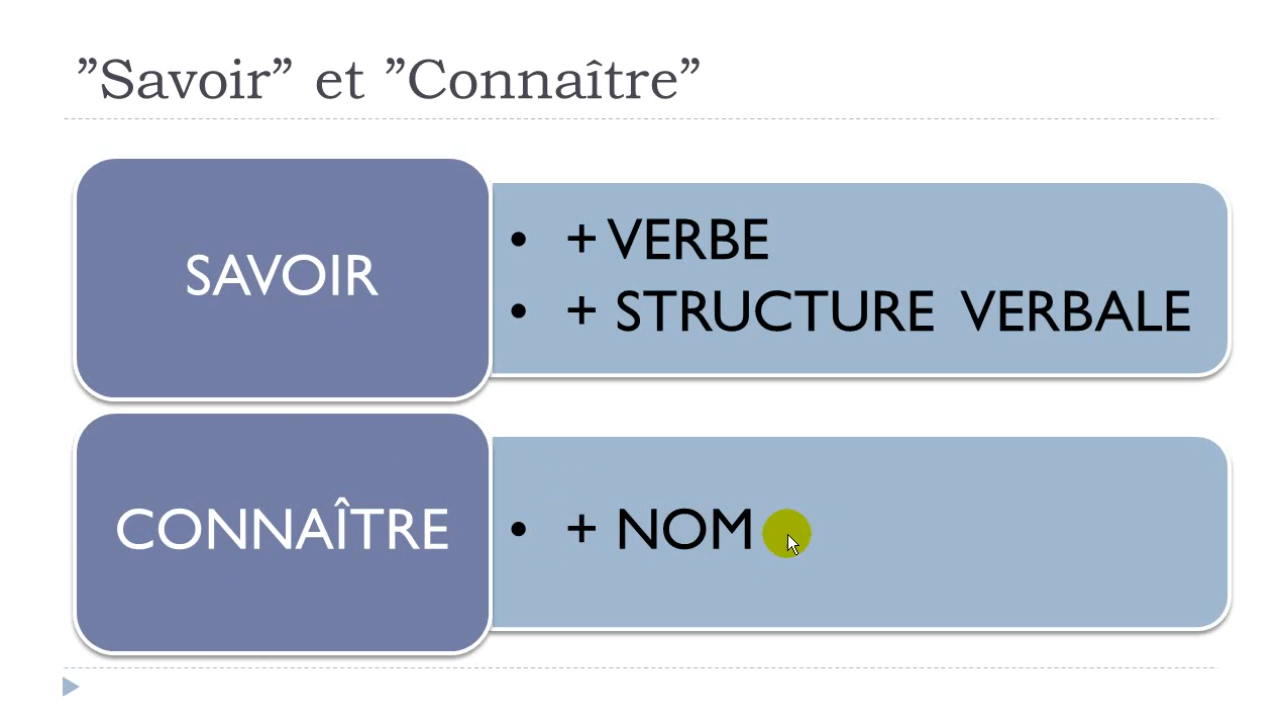 ”Savoir” et ”Connaître”
SAVOIR
• + VERBE
• + STRUCTURE VERBALE
CONNAÎTRE
• + NOM